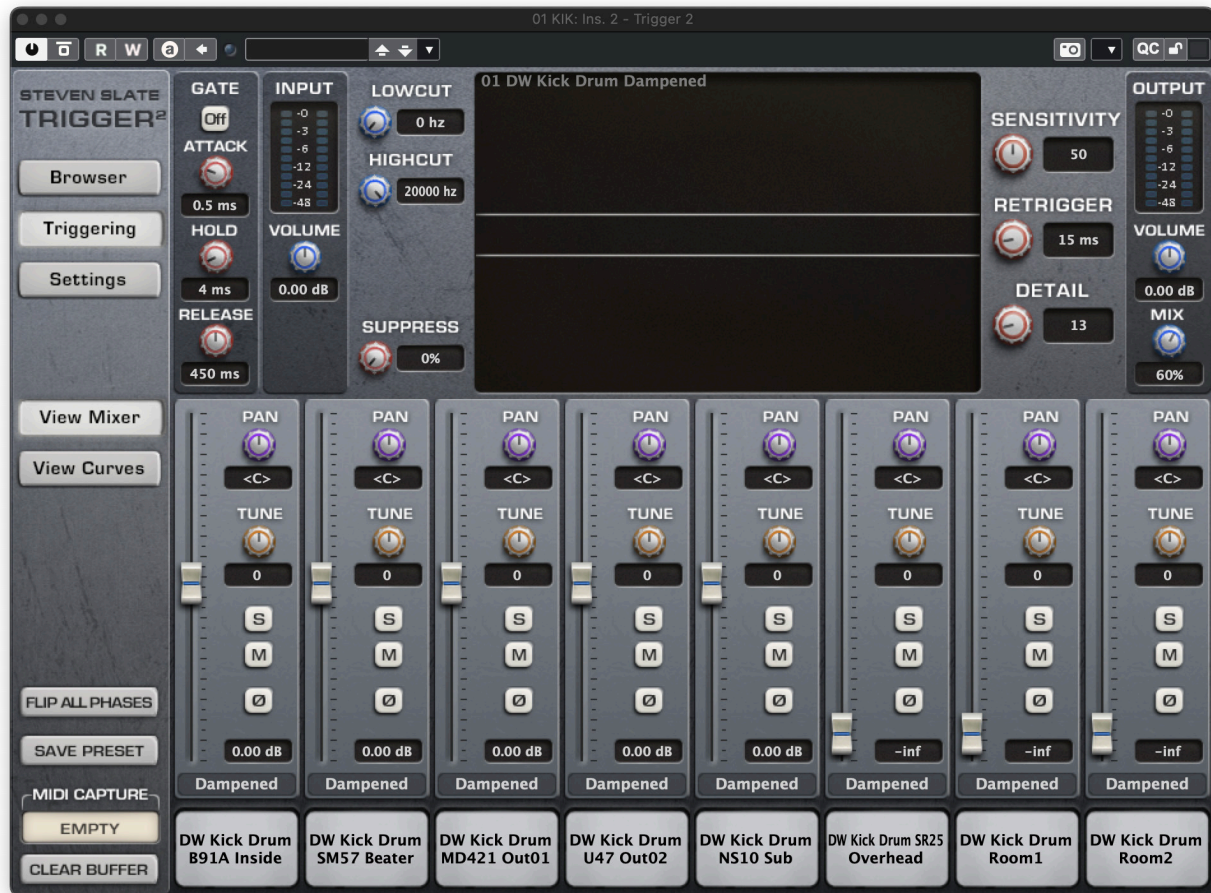 01 KIK: Ins. 2 - Trigger 2
R W a QC
STEVEN SLATE
TRIGGER²
Browser
Triggering
Settings
View Mixer
View Curves
FLIP ALL PHASES
SAVE PRESET
MIDI CAPTURE
EMPTY
CLEAR BUFFER
GATE
Off
ATTACK
0.5 ms
HOLD
4 ms
RELEASE
450 ms
INPUT
-0
-3
-6
-12
-24
-48
VOLUME
0.00 dB
LOWCUT
0 hz
HIGHCUT
20000 hz
SUPPRESS
0%
01 DW Kick Drum Dampened
SENSITIVITY
50
RETRIGGER
15 ms
DETAIL
13
OUTPUT
-0
-3
-6
-12
-24
-48
VOLUME
0.00 dB
MIX
60%
PAN
<C>
TUNE
0
S
M
Ø
0.00 dB
Dampened
DW Kick Drum
B91A Inside
PAN
<C>
TUNE
0
S
M
Ø
0.00 dB
Dampened
DW Kick Drum
SM57 Beater
PAN
<C>
TUNE
0
S
M
Ø
0.00 dB
Dampened
DW Kick Drum
MD421 Out01
PAN
<C>
TUNE
0
S
M
Ø
0.00 dB
Dampened
DW Kick Drum
U47 Out02
PAN
<C>
TUNE
0
S
M
Ø
0.00 dB
Dampened
DW Kick Drum
NS10 Sub
PAN
<C>
TUNE
0
S
M
Ø
-inf
Dampened
DW Kick Drum SR25
Overhead
PAN
<C>
TUNE
0
S
M
Ø
-inf
Dampened
DW Kick Drum
Room1
PAN
<C>
TUNE
0
S
M
Ø
-inf
Dampened
DW Kick Drum
Room2